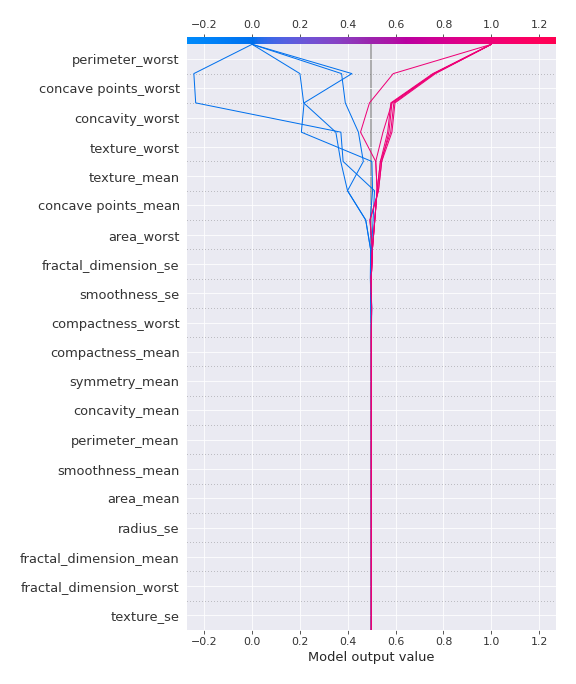 −0.2 0.0 0.2 0.4 0.6 0.8 1.0 1.2
perimeter_worst
concave points_worst
concavity_worst
texture_worst
texture_mean
concave points_mean
area_worst
fractal_dimension_se
smoothness_se
compactness_worst
compactness_mean
symmetry_mean
concavity_mean
perimeter_mean
smoothness_mean
area_mean
radius_se
fractal_dimension_mean
fractal_dimension_worst
texture_se
−0.2 0.0 0.2 0.4 0.6 0.8 1.0 1.2
Model output value